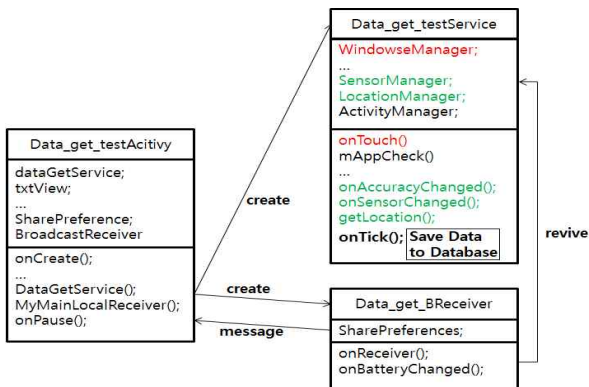 Data_get_testService
WindowseManager;
...
SensorManager;
LocationManager;
ActivityManager;
onTouch()
mAppCheck()
...
onAccuracyChanged();
onSensorChanged();
getLocation();
onTick(); Save Data
to Database
Data_get_testAcitivy
dataGetService;
txtView;
...
SharePreference;
BroadcastReceiver
onCreate();
...
DataGetService();
MyMainLocalReceiver();
onPause();
create
create
message
revive
Data_get_BReceiver
SharePreferences;
onReceiver();
onBatteryChanged();